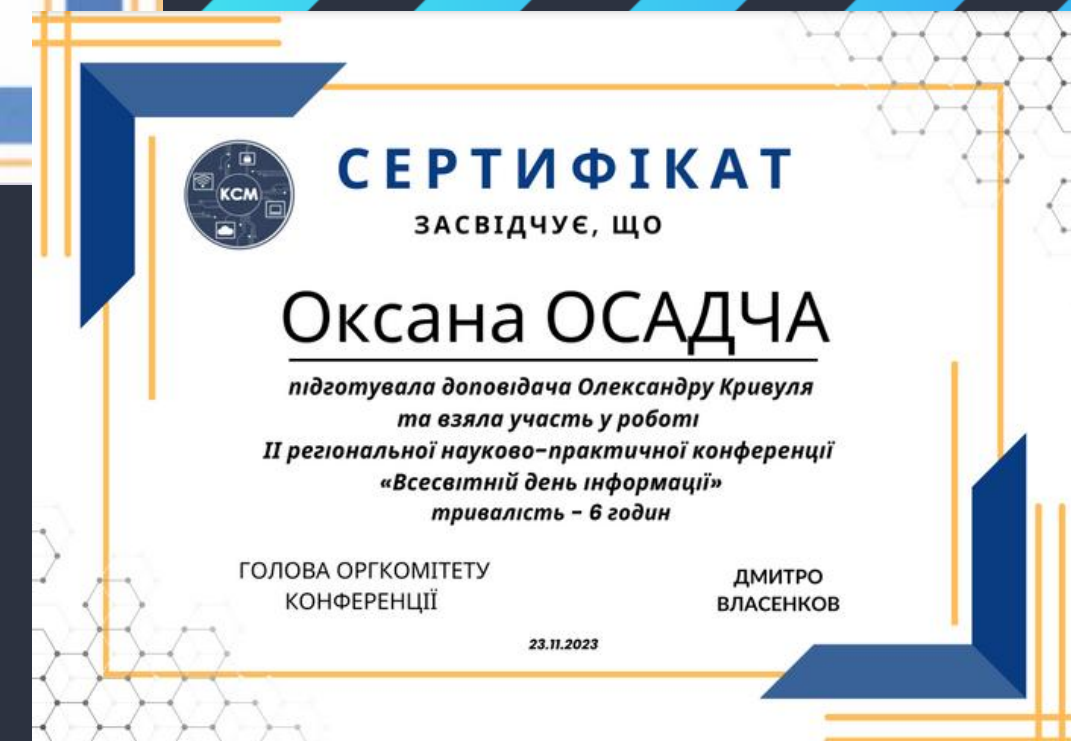 КСМ
СЕРТИФІКАТ
ЗАСВІДЧУЄ, ЩО
Оксана ОСАДЧА
підготувала доповідача Олександру Кривуля
та взяла участь у роботі
ІІ регіональної науково-практичної конференції
«Всесвітній день інформації»
тривалість - 6 годин
ГОЛОВА ОРГКОМІТЕТУ
КОНФЕРЕНЦІЇ
ДМИТРО
ВЛАСЕНКОВ
23.11.2023